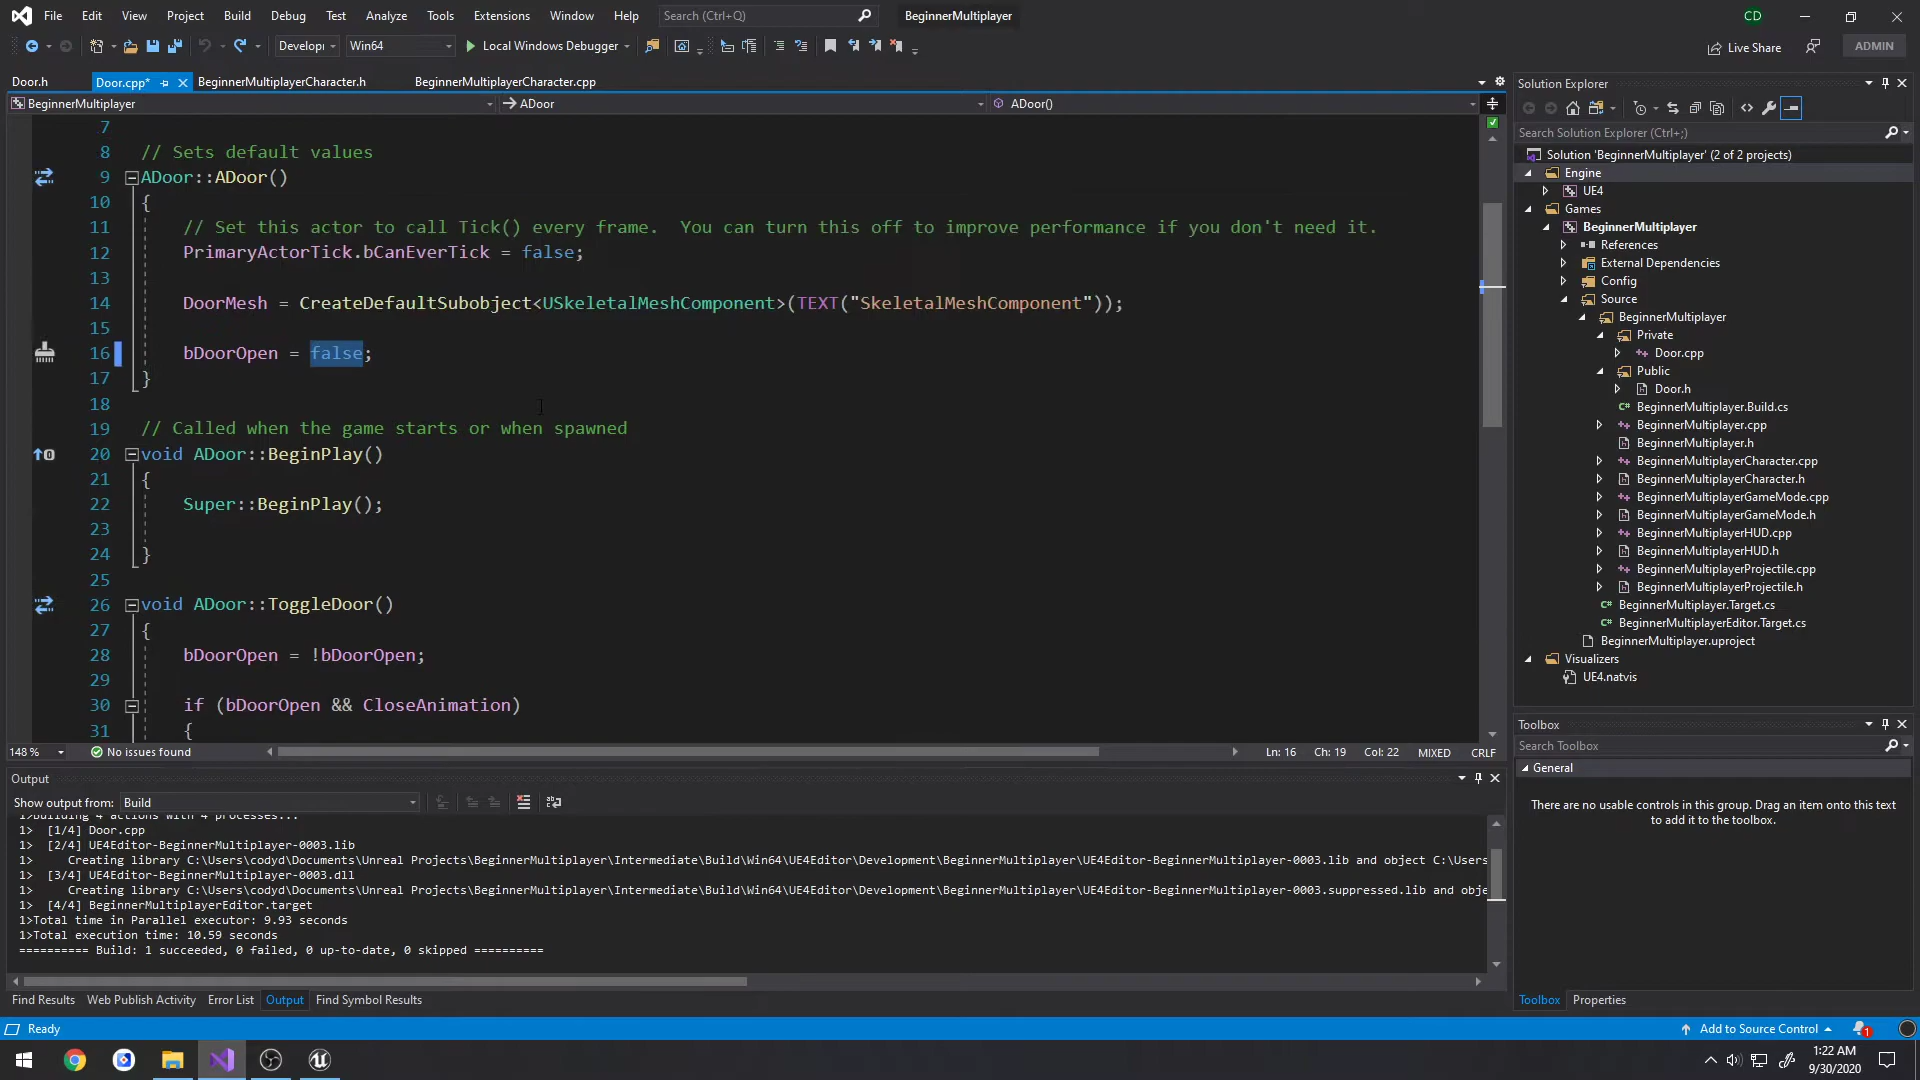 File Edit View Project Build Debug Test Analyze Tools Extensions Window Help Search (Ctrl+Q) BeginnerMultiplayer CD
Develop Win64 Local Windows Debugger Live Share ADMIN
Door.h Door.cpp* BeginnerMultiplayerCharacter.h BeginnerMultiplayerCharacter.cpp
BeginnerMultiplayer ADoor ADoor()
7
8 // Sets default values
9 ADoor::ADoor()
10 {
11 // Set this actor to call Tick() every frame.  You can turn this off to improve performance if you don't need it.
12 PrimaryActorTick.bCanEverTick = false;
13
14 DoorMesh = CreateDefaultSubobject<USkeletalMeshComponent>(TEXT("SkeletalMeshComponent"));
15
16 bDoorOpen = false;
17 }
18
19 // Called when the game starts or when spawned
20 void ADoor::BeginPlay()
21 {
22 Super::BeginPlay();
23
24 }
25
26 void ADoor::ToggleDoor()
27 {
28 bDoorOpen = !bDoorOpen;
29
30 if (bDoorOpen && CloseAnimation)
31 {
148 % No issues found Ln: 16 Ch: 19 Col: 22 MIXED CRLF
Output
Show output from: Build
1>Building 4 actions with 4 processes...
1> [1/4] Door.cpp
1> [2/4] UE4Editor-BeginnerMultiplayer-0003.lib
1> Creating library C:\Users\codyd\Documents\Unreal Projects\BeginnerMultiplayer\Intermediate\Build\Win64\UE4Editor\Development\BeginnerMultiplayer\UE4Editor-BeginnerMultiplayer-0003.lib and object C:\Users
1> [3/4] UE4Editor-BeginnerMultiplayer-0003.dll
1> Creating library C:\Users\codyd\Documents\Unreal Projects\BeginnerMultiplayer\Intermediate\Build\Win64\UE4Editor\Development\BeginnerMultiplayer\UE4Editor-BeginnerMultiplayer-0003.suppressed.lib and obje
1> [4/4] BeginnerMultiplayerEditor.target
1>Total time in Parallel executor: 9.93 seconds
1>Total execution time: 10.59 seconds
========== Build: 1 succeeded, 0 failed, 0 up-to-date, 0 skipped ==========
Find Results Web Publish Activity Error List Output Find Symbol Results
Solution Explorer
Search Solution Explorer (Ctrl+;)
Solution 'BeginnerMultiplayer' (2 of 2 projects)
Engine
UE4
Games
BeginnerMultiplayer
References
External Dependencies
Config
Source
BeginnerMultiplayer
Private
Door.cpp
Public
Door.h
BeginnerMultiplayer.Build.cs
BeginnerMultiplayer.cpp
BeginnerMultiplayer.h
BeginnerMultiplayerCharacter.cpp
BeginnerMultiplayerCharacter.h
BeginnerMultiplayerGameMode.cpp
BeginnerMultiplayerGameMode.h
BeginnerMultiplayerHUD.cpp
BeginnerMultiplayerHUD.h
BeginnerMultiplayerProjectile.cpp
BeginnerMultiplayerProjectile.h
BeginnerMultiplayer.Target.cs
BeginnerMultiplayerEditor.Target.cs
BeginnerMultiplayer.uproject
Visualizers
UE4.natvis
Toolbox
Search Toolbox
General
There are no usable controls in this group. Drag an item onto this text
to add it to the toolbox.
Toolbox Properties
Ready Add to Source Control 1
1:22 AM
9/30/2020